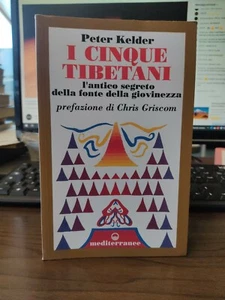 Peter Kelder
I CINQUE
TIBETANI
l'antico segreto
della fonte della giovinezza
prefazione di Chris Griscom
mediterranee